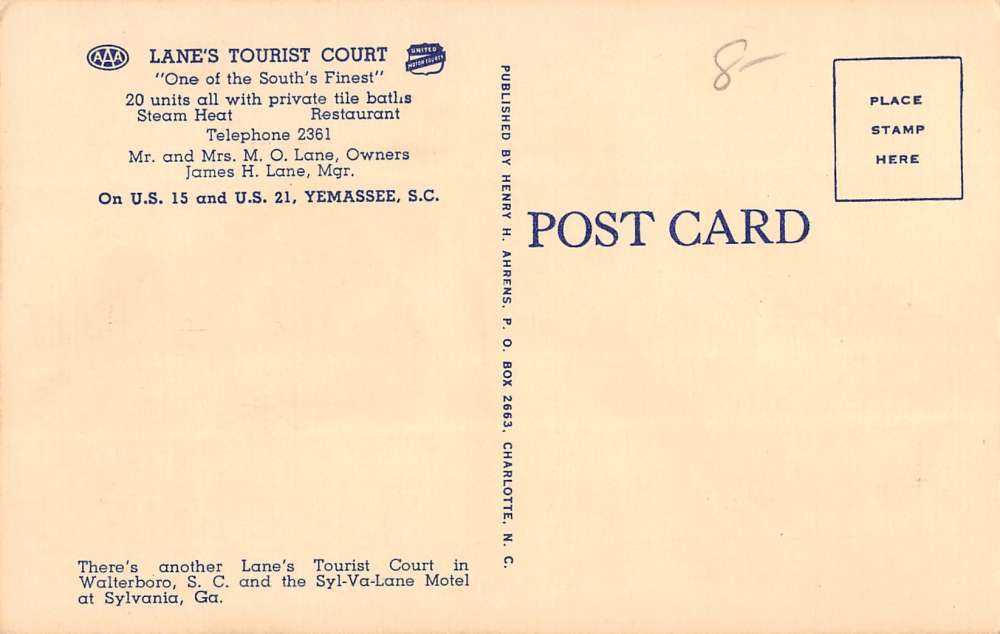 AAA
LANE'S TOURIST COURT
UNITED
MOTOR COURTS
"One of the South's Finest"
20 units all with private tile baths
Steam Heat Restaurant
Telephone 2361
Mr. and Mrs. M. O. Lane, Owners
James H. Lane, Mgr.
On U.S. 15 and U.S. 21, YEMASSEE, S.C.
There's another Lane's Tourist Court in
Walterboro, S. C. and the Syl-Va-Lane Motel
at Sylvania, Ga.
PUBLISHED BY HENRY H. AHRENS, P. O. BOX 2663, CHARLOTTE, N. C.
8-
POST CARD
PLACE
STAMP
HERE